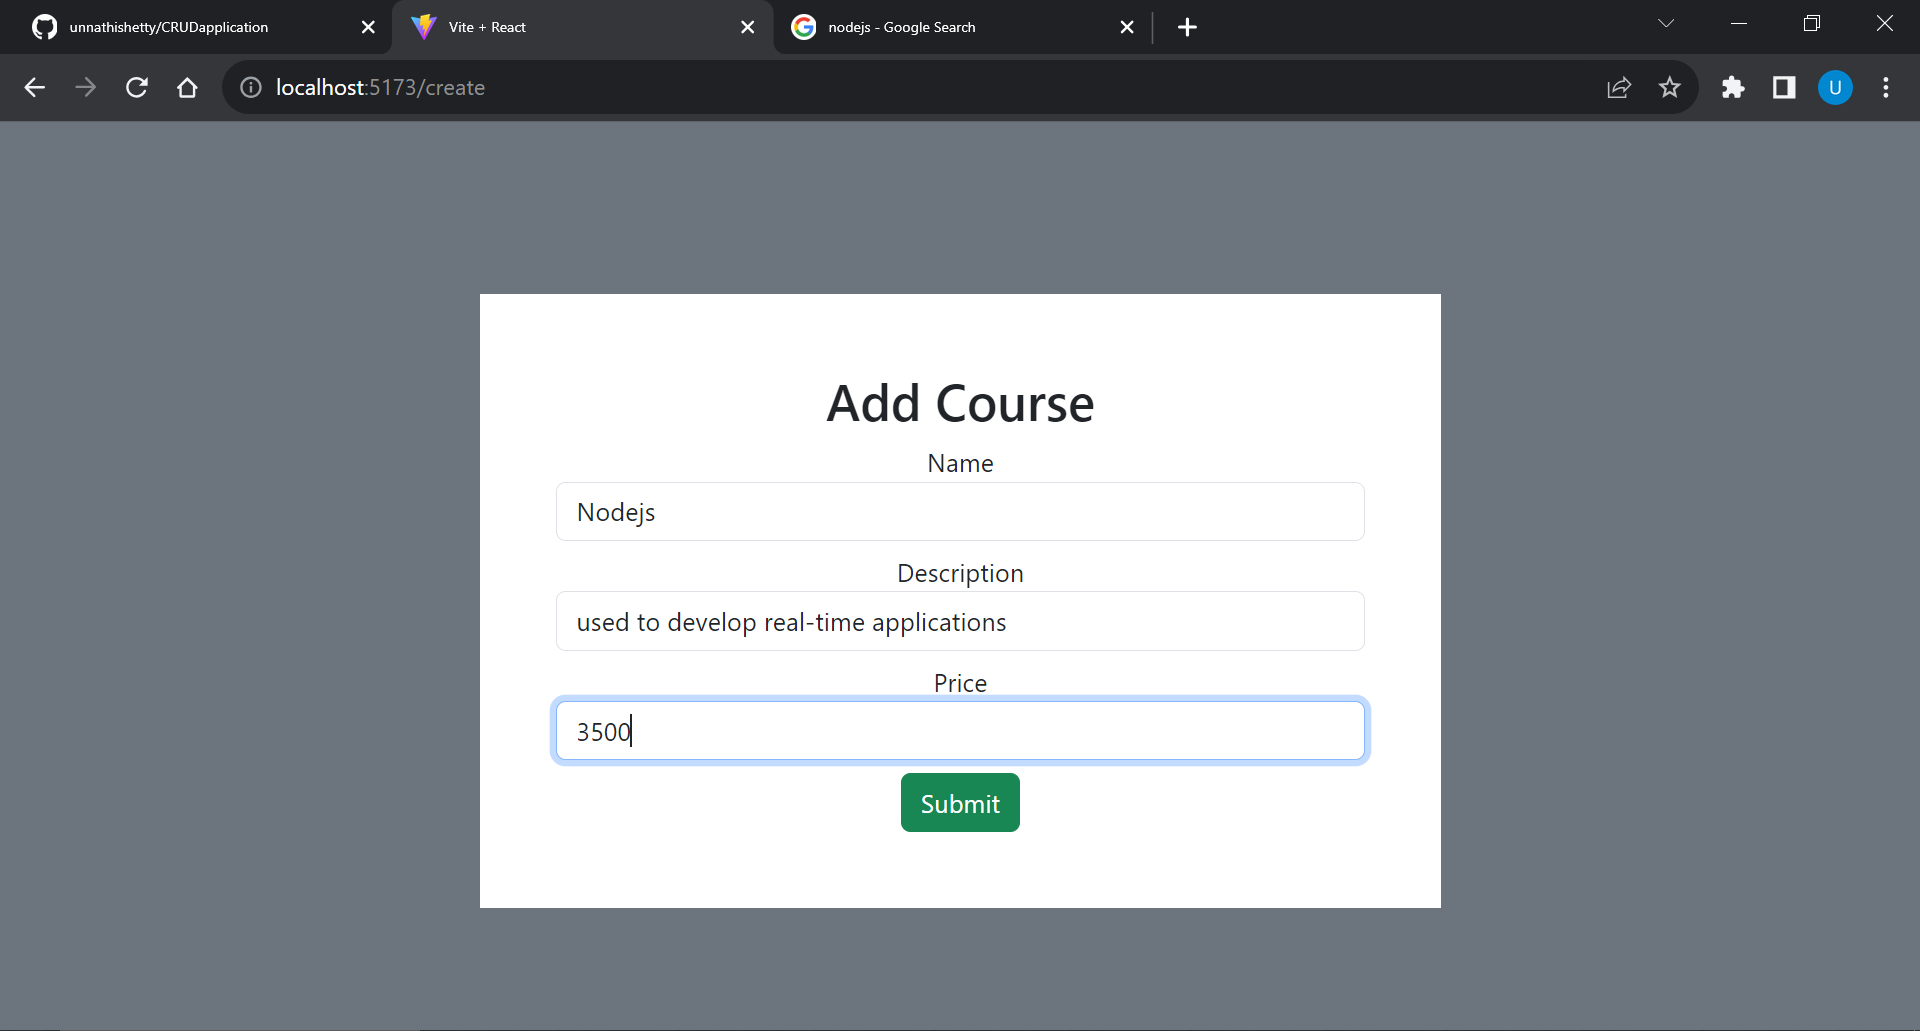 unnathishetty/CRUDapplication
Vite + React
nodejs - Google Search
localhost:5173/create
U
Add Course
Name
Nodejs
Description
used to develop real-time applications
Price
3500
Submit